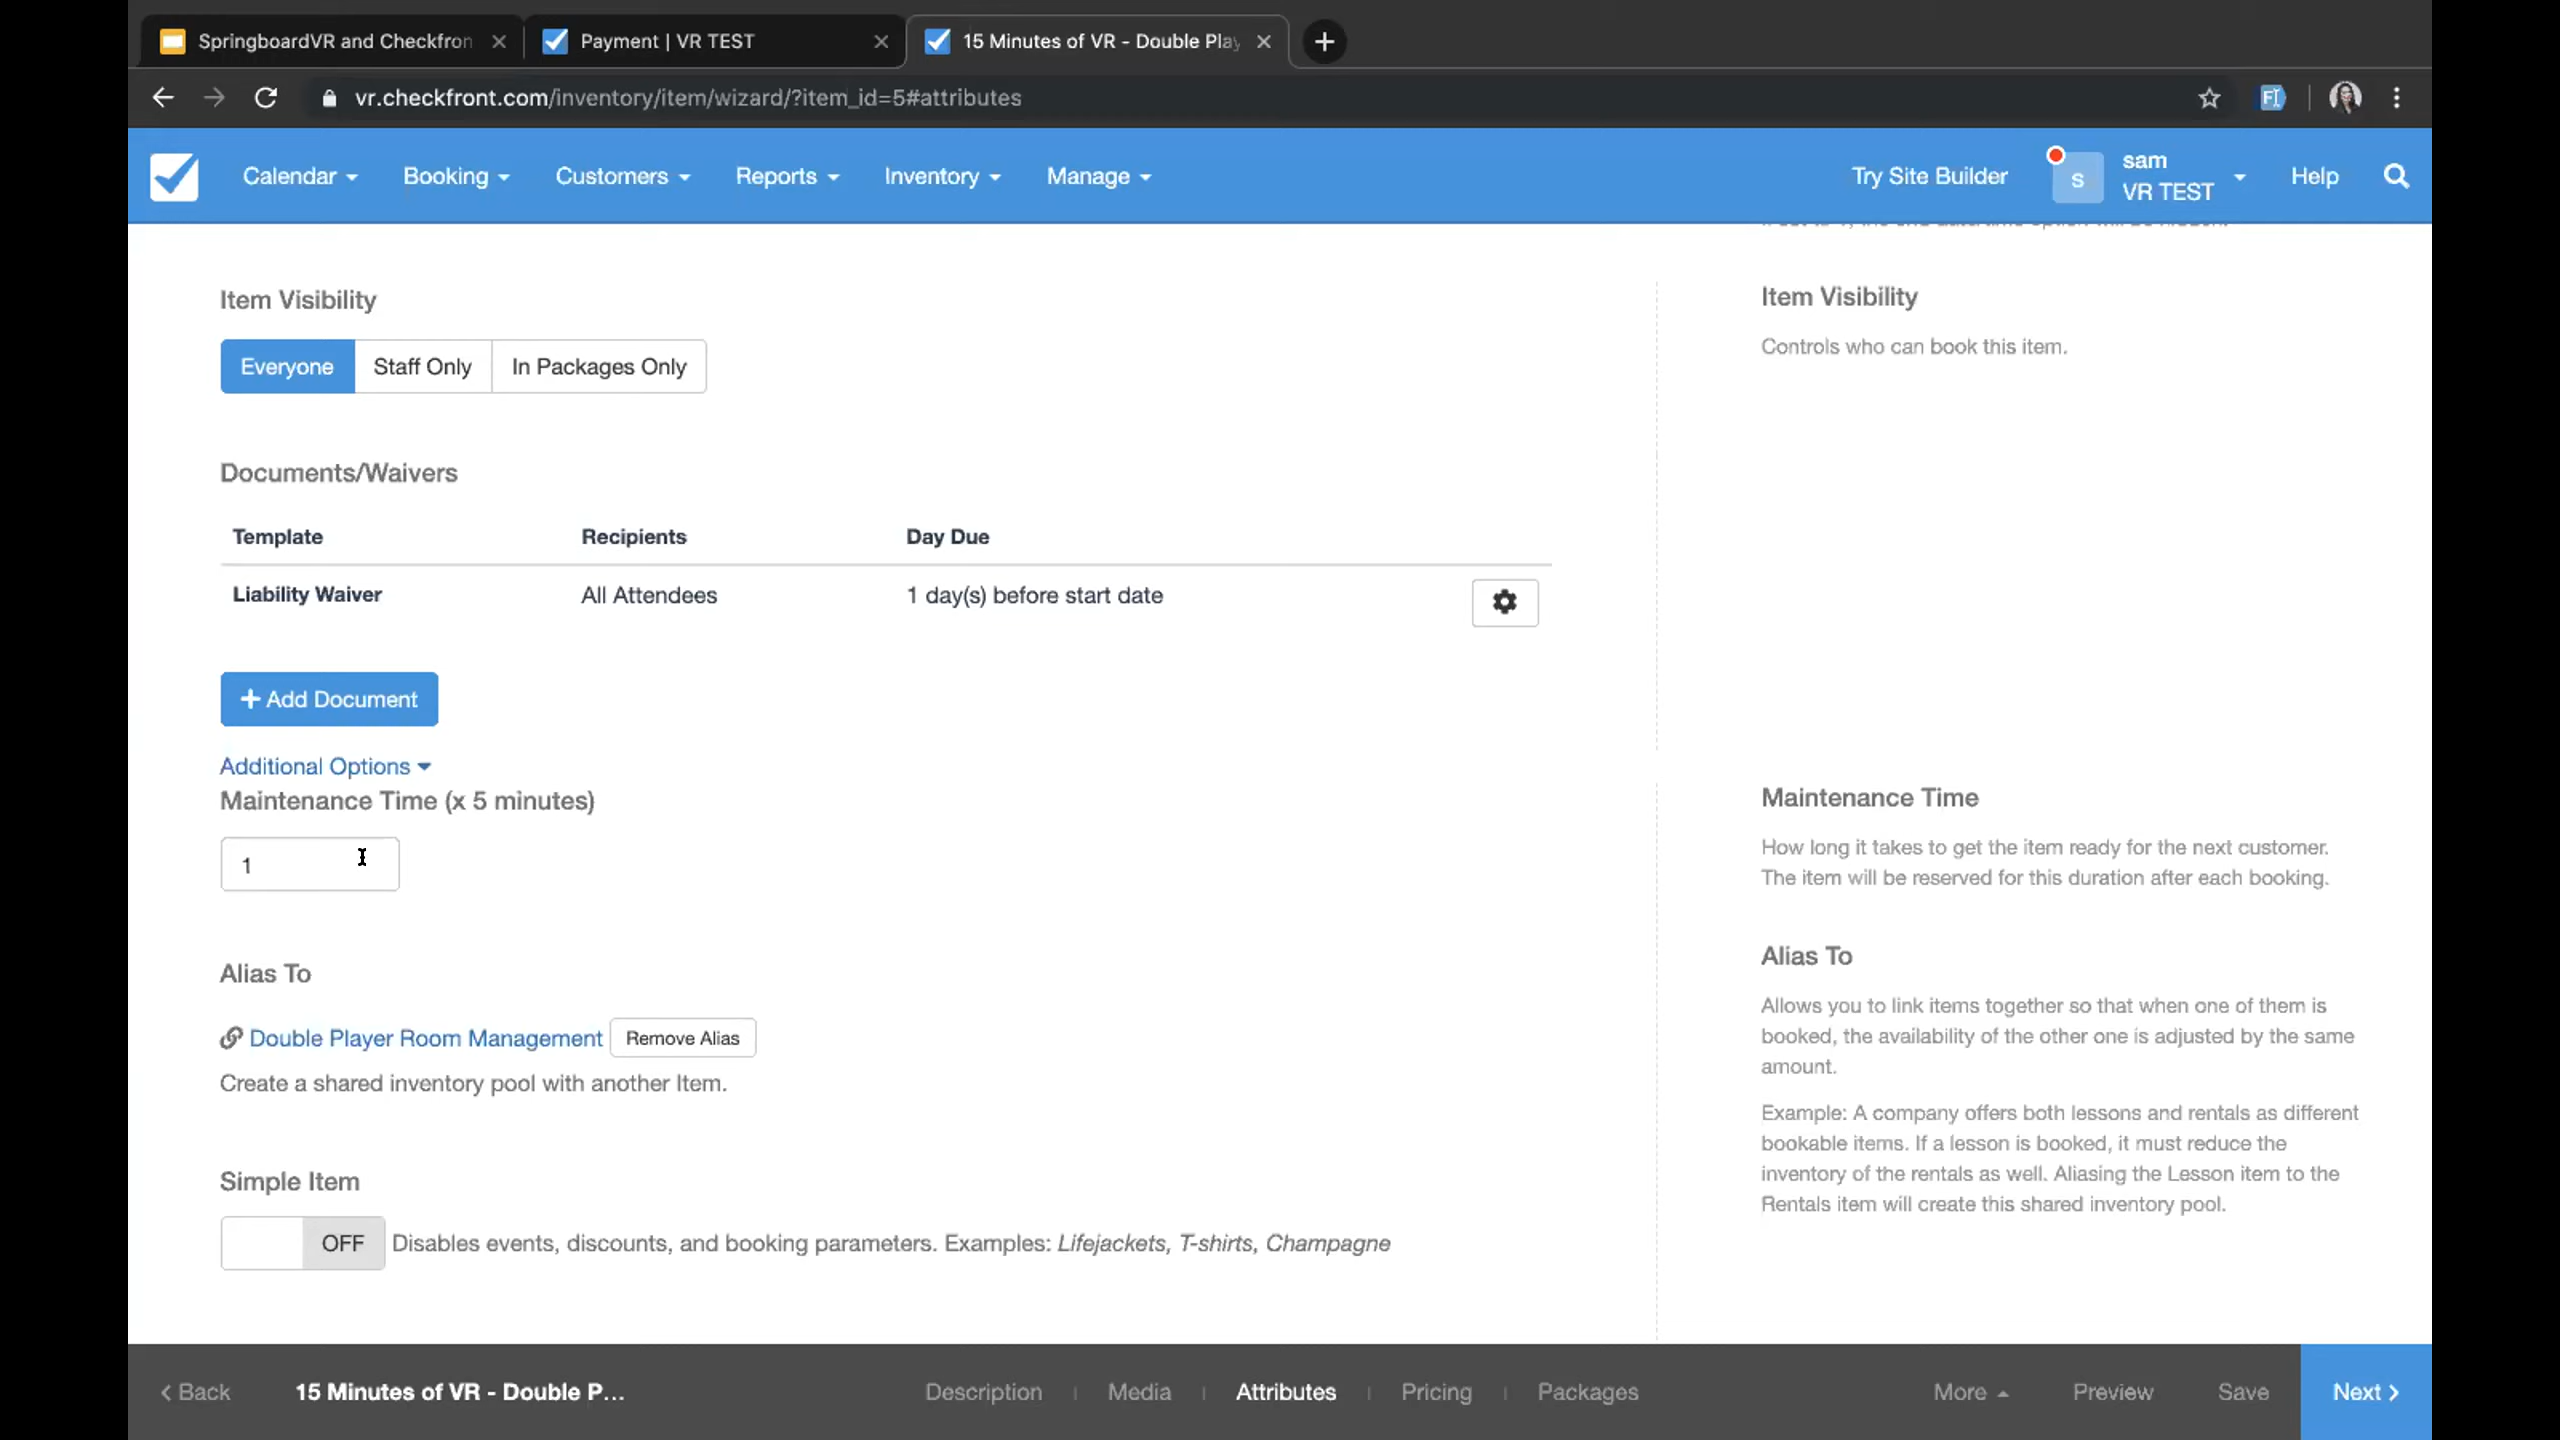 SpringboardVR and Checkfron
Payment | VR TEST
15 Minutes of VR - Double Play
vr.checkfront.com/inventory/item/wizard/?item_id=5#attributes
Calendar
Booking
Customers
Reports
Inventory
Manage
Try Site Builder
S
sam
VR TEST
Help
Item Visibility
Everyone
Staff Only
In Packages Only
Item Visibility
Controls who can book this item.
Documents/Waivers
Template Recipients Day Due
Liability Waiver All Attendees 1 day(s) before start date
+ Add Document
Additional Options
Maintenance Time (x 5 minutes)
1
Maintenance Time
How long it takes to get the item ready for the next customer.
The item will be reserved for this duration after each booking.
Alias To
Double Player Room Management
Remove Alias
Create a shared inventory pool with another Item.
Alias To
Allows you to link items together so that when one of them is
booked, the availability of the other one is adjusted by the same
amount.
Example: A company offers both lessons and rentals as different
bookable items. If a lesson is booked, it must reduce the
inventory of the rentals as well. Aliasing the Lesson item to the
Rentals item will create this shared inventory pool.
Simple Item
OFF
Disables events, discounts, and booking parameters. Examples: Lifejackets, T-shirts, Champagne
Back
15 Minutes of VR - Double P...
Description
Media
Attributes
Pricing
Packages
More
Preview
Save
Next